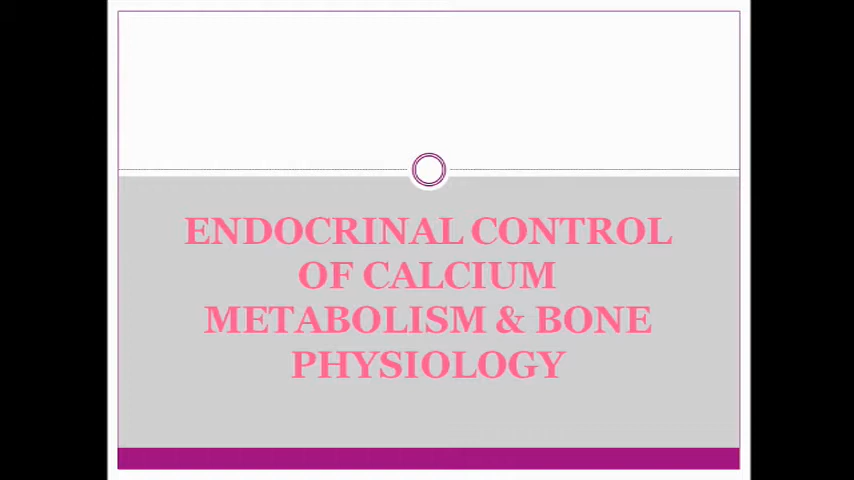 ENDOCRINAL CONTROL
OF CALCIUM
METABOLISM & BONE
PHYSIOLOGY